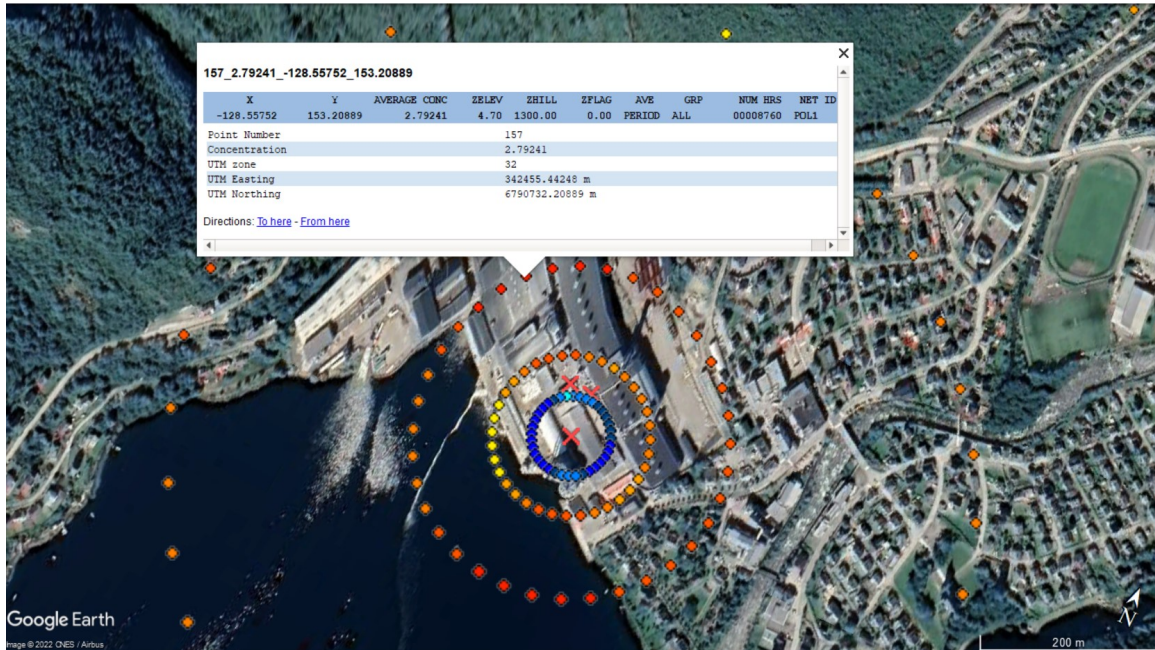 157_2.79241_-128.55752_153.20889
X Y AVERAGE CONC ZELEV ZHILL ZFLAG AVE GRP NUM HRS NET ID
-128.55752 153.20889 2.79241 4.70 1300.00 0.00 PERIOD ALL 00008760 POL1
Point Number 157
Concentration 2.79241
UTM zone 32
UTM Easting 342455.44248 m
UTM Northing 6790732.20889 m
Directions: To here - From here
N
Google Earth
Image © 2022 CNES / Airbus
200 m